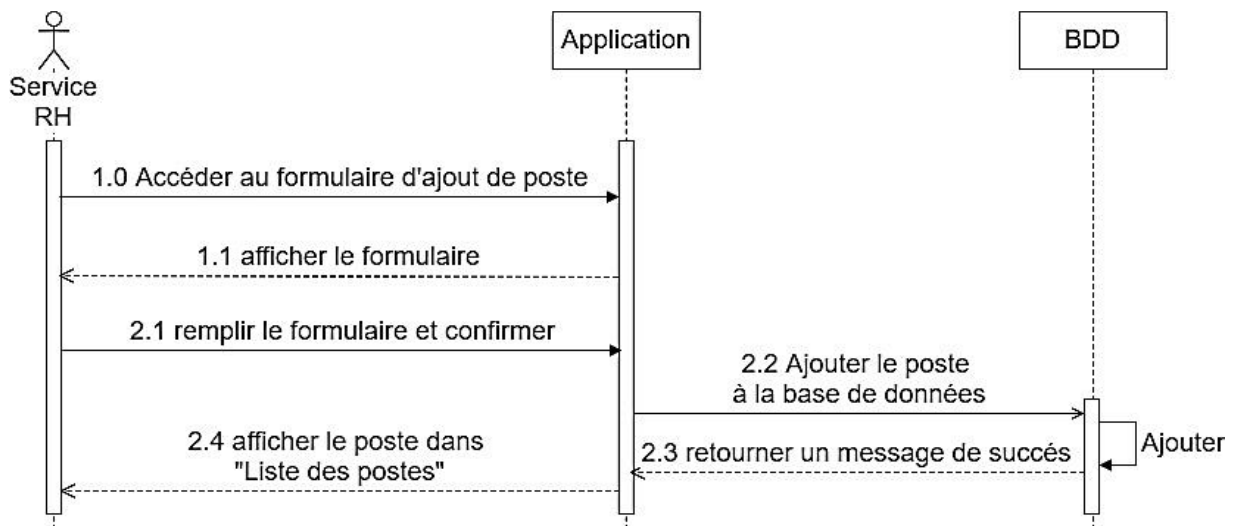 Service
RH
Application
BDD
1.0 Accéder au formulaire d'ajout de poste
1.1 afficher le formulaire
2.1 remplir le formulaire et confirmer
2.2 Ajouter le poste
à la base de données
Ajouter
2.3 retourner un message de succés
2.4 afficher le poste dans
"Liste des postes"